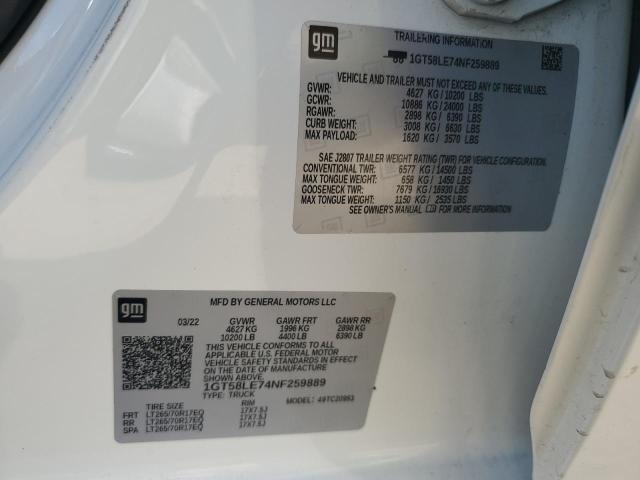 gm
TRAILERING INFORMATION
1GT58LE74NF259889
VEHICLE AND TRAILER MUST NOT EXCEED ANY OF THESE VALUES
GVWR: 4627 KG / 10200 LBS
GCWR: 10886 KG / 24000 LBS
RGAWR: 2898 KG / 6390 LBS
CURB WEIGHT: 3008 KG / 6630 LBS
MAX PAYLOAD: 1620 KG / 3570 LBS
SAE J2807 TRAILER WEIGHT RATING (TWR) FOR VEHICLE CONFIGURATION.
CONVENTIONAL TWR: 6577 KG / 14500 LBS
MAX TONGUE WEIGHT: 658 KG / 1450 LBS
GOOSENECK TWR: 7679 KG / 16930 LBS
MAX TONGUE WEIGHT: 1150 KG / 2535 LBS
SEE OWNER'S MANUAL FOR MORE INFORMATION
gm
MFD BY GENERAL MOTORS LLC
03/22 GVWR GAWR FRT GAWR RR
4627 KG 1996 KG 2898 KG
10200 LB 4400 LB 6390 LB
THIS VEHICLE CONFORMS TO ALL
APPLICABLE U.S. FEDERAL MOTOR
VEHICLE SAFETY STANDARDS IN EFFECT
ON THE DATE OF MANUFACTURE
SHOWN ABOVE.
1GT58LE74NF259889
TYPE: TRUCK MODEL: 49TC20953
TIRE SIZE RIM
FRT LT265/70R17EQ 17X7.5J
RR LT265/70R17EQ 17X7.5J
SPA LT265/70R17EQ 17X7.5J